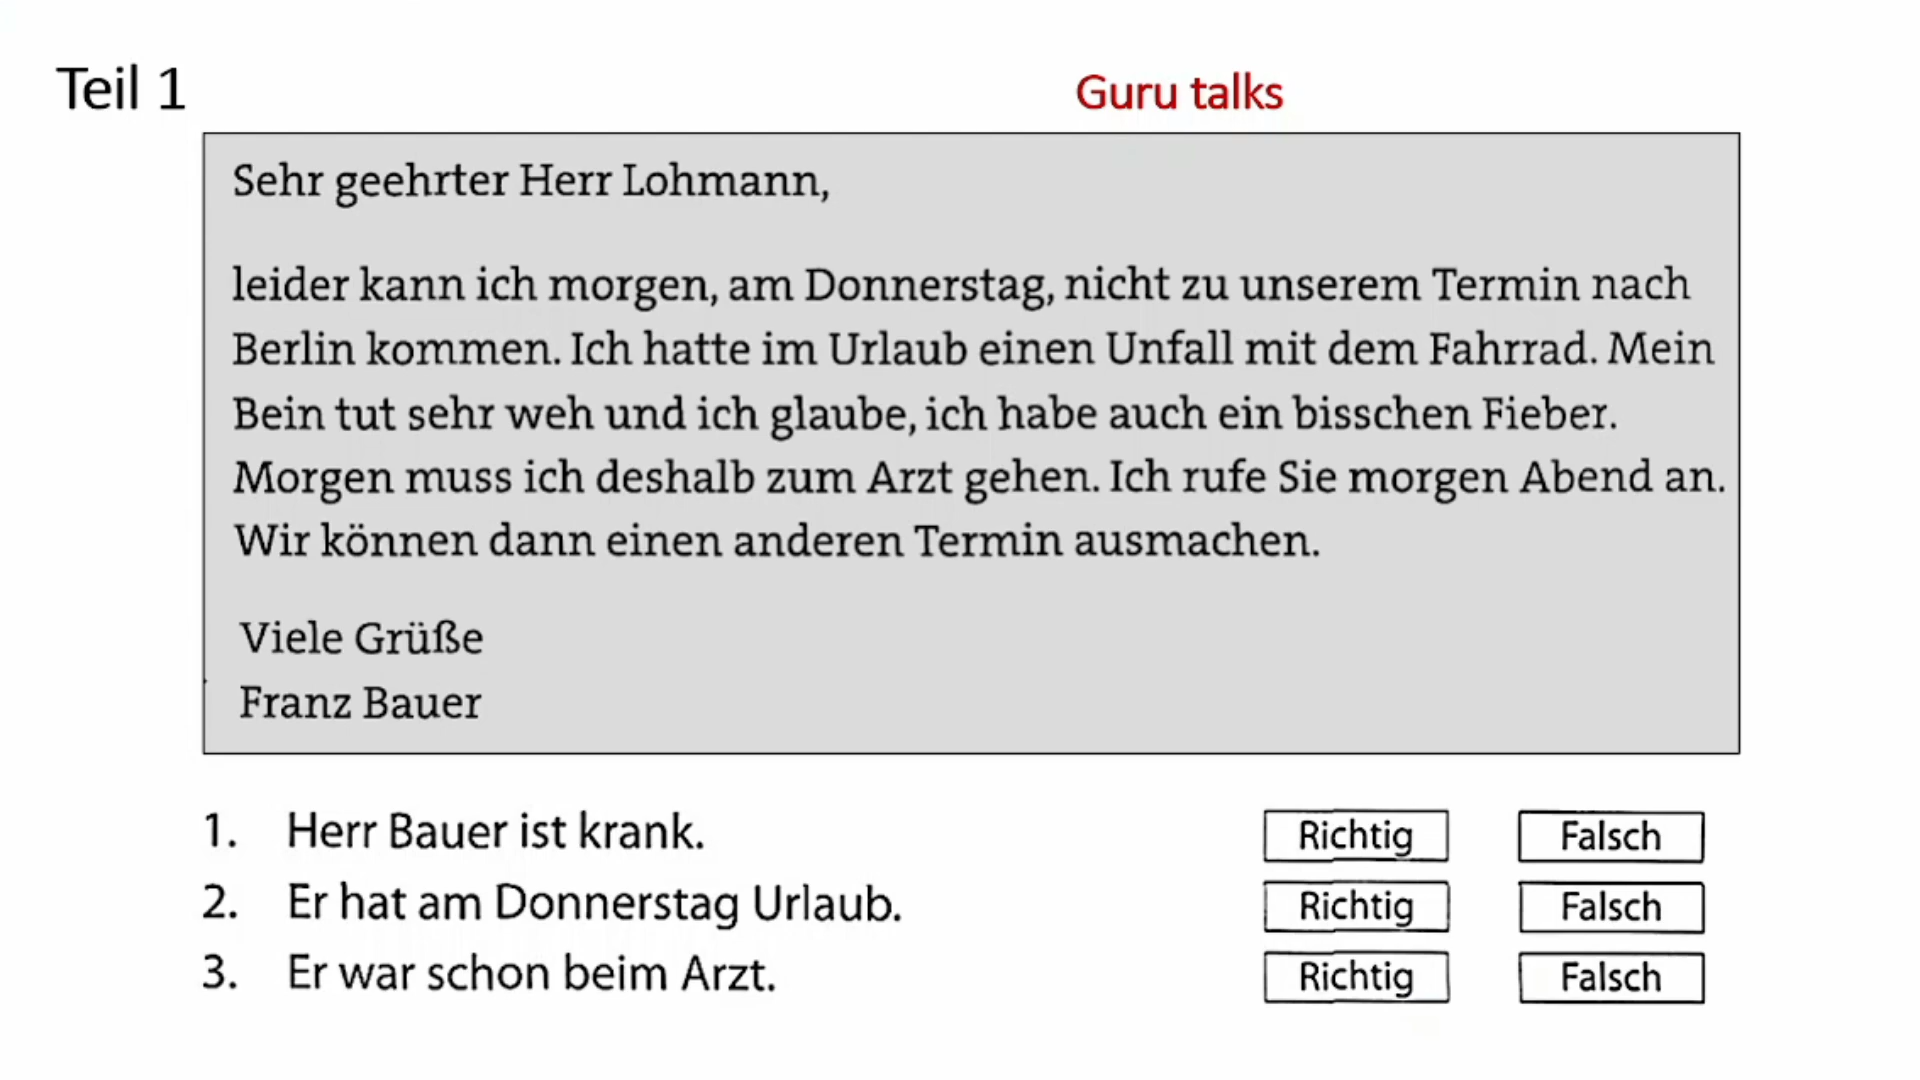 Teil 1
Guru talks
Sehr geehrter Herr Lohmann,
leider kann ich morgen, am Donnerstag, nicht zu unserem Termin nach
Berlin kommen. Ich hatte im Urlaub einen Unfall mit dem Fahrrad. Mein
Bein tut sehr weh und ich glaube, ich habe auch ein bisschen Fieber.
Morgen muss ich deshalb zum Arzt gehen. Ich rufe Sie morgen Abend an.
Wir können dann einen anderen Termin ausmachen.
Viele Grüße
Franz Bauer
1. Herr Bauer ist krank. Richtig Falsch
2. Er hat am Donnerstag Urlaub. Richtig Falsch
3. Er war schon beim Arzt. Richtig Falsch